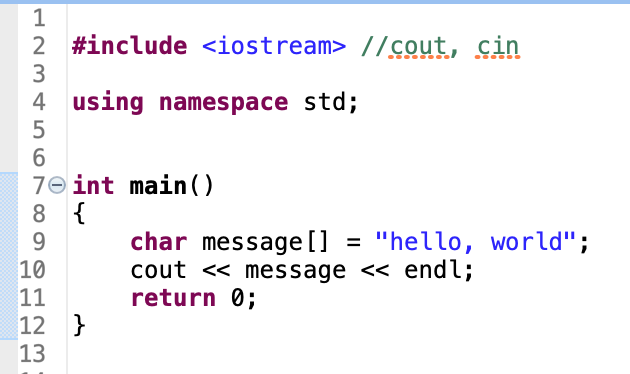 1
2 #include <iostream> //cout, cin
3
4 using namespace std;
5
6
7 int main()
8 {
9     char message[] = "hello, world";
10     cout << message << endl;
11     return 0;
12 }
13